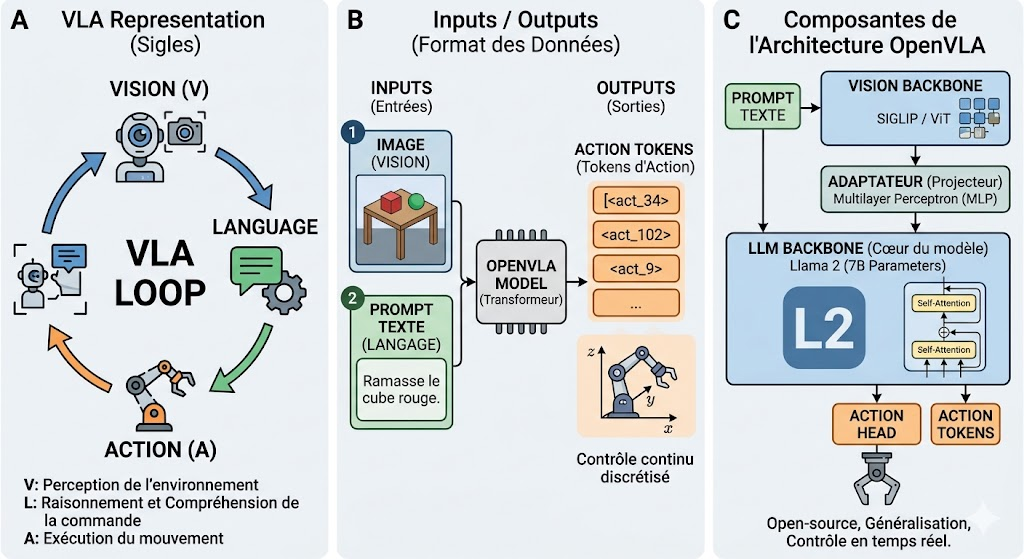 A
VLA Representation
(Sigles)
VISION (V)
LANGUAGE
VLA
LOOP
ACTION (A)
V: Perception de l'environnement
L: Raisonnement et Compréhension de
la commande
A: Exécution du mouvement
B
Inputs / Outputs
(Format des Données)
INPUTS
(Entrées)
1
IMAGE
(VISION)
2
PROMPT
TEXTE
(LANGAGE)
Ramasse le
cube rouge.
OPENVLA
MODEL
(Transformeur)
OUTPUTS
(Sorties)
ACTION TOKENS
(Tokens d'Action)
[<act_34>
<act_102>
<act_9>
...
z
y
x
Contrôle continu
discrétisé
C
Composantes de
l'Architecture OpenVLA
PROMPT
TEXTE
VISION BACKBONE
SIGLIP / ViT
ADAPTATEUR (Projecteur)
Multilayer Perceptron (MLP)
LLM BACKBONE (Cœur du modèle)
Llama 2 (7B Parameters)
L2
Self-Attention
Self-Attention
ACTION
HEAD
ACTION
TOKENS
Open-source, Généralisation,
Contrôle en temps réel.